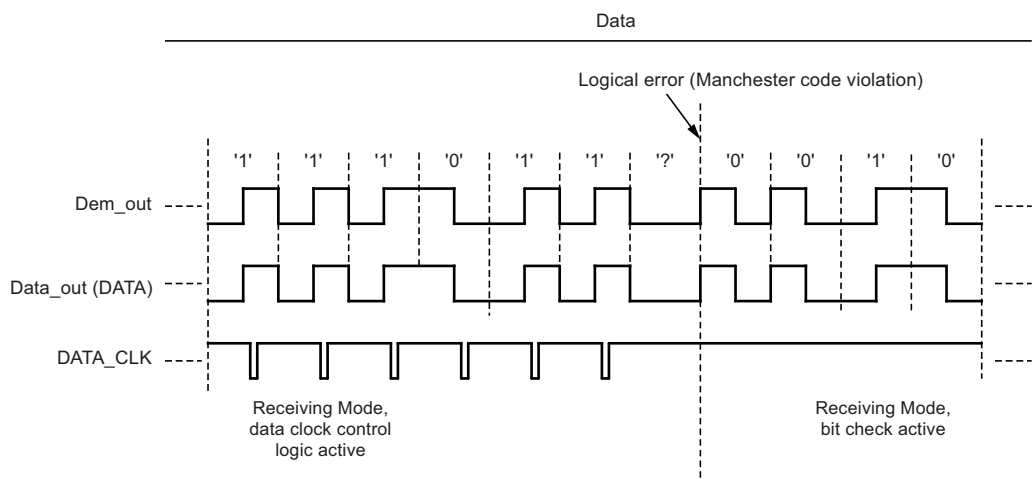 Data
Logical error (Manchester code violation)
'1' '1' '1' '0' '1' '1' '?' '0' '0' '1' '0'
Dem_out
Data_out (DATA)
DATA_CLK
Receiving Mode,
data clock control
logic active
Receiving Mode,
bit check active